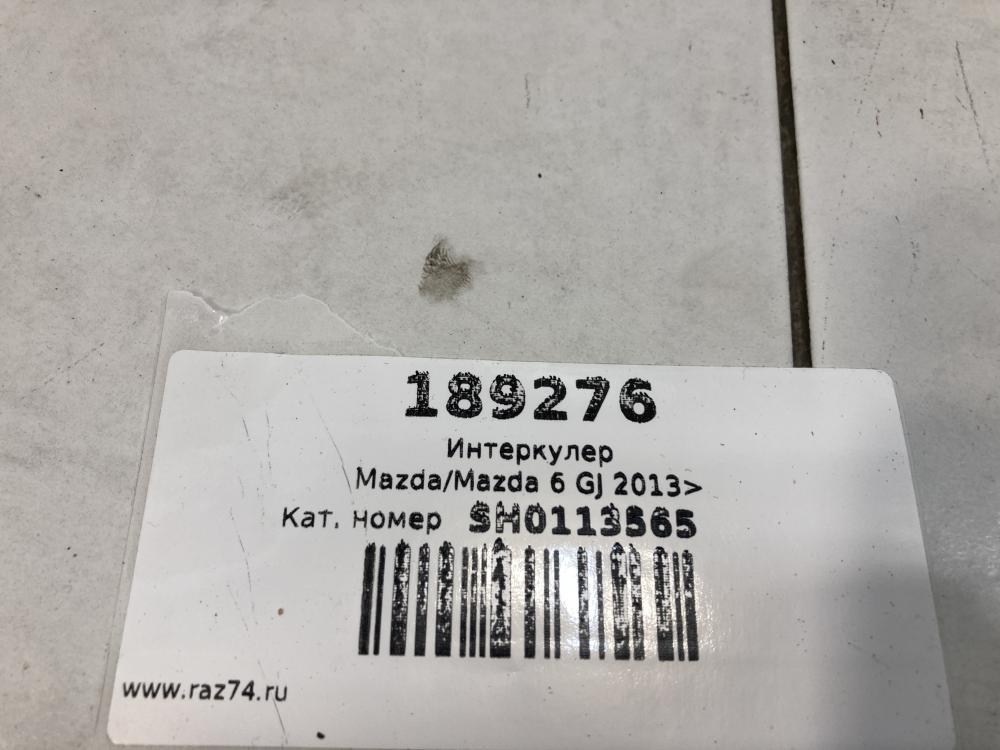 189276
Интеркулер
Mazda/Mazda 6 GJ 2013>
Кат. номер SH0113565
www.raz74.ru